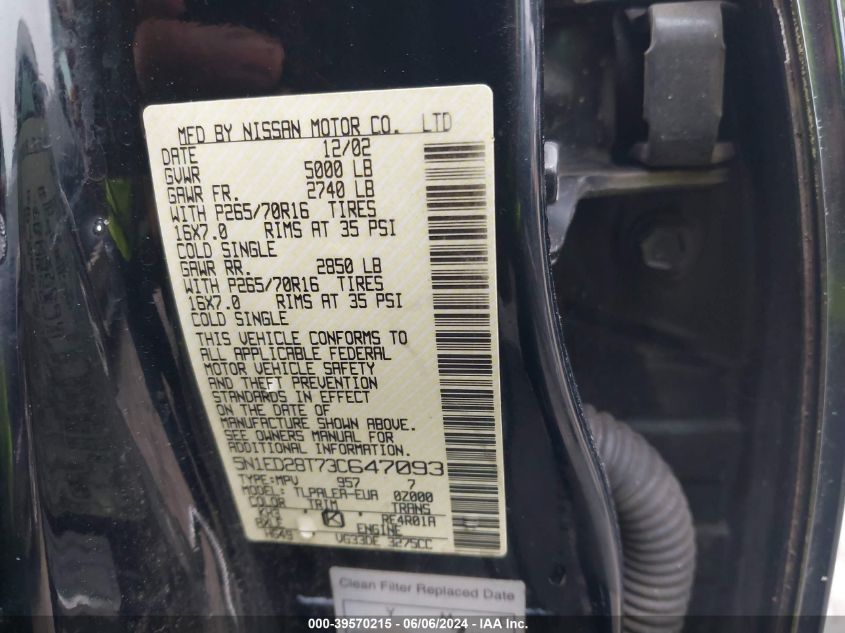 MFD BY NISSAN MOTOR CO. LTD
DATE 12/02
GVWR 5000 LB
GAWR FR. 2740 LB
WITH P265/70R16 TIRES
16X7.0 RIMS AT 35 PSI
COLD SINGLE
GAWR RR. 2850 LB
WITH P265/70R16 TIRES
16X7.0 RIMS AT 35 PSI
COLD SINGLE
THIS VEHICLE CONFORMS TO
ALL APPLICABLE FEDERAL
MOTOR VEHICLE SAFETY
AND THEFT PREVENTION
STANDARDS IN EFFECT
ON THE DATE OF
MANUFACTURE SHOWN ABOVE.
SEE OWNERS MANUAL FOR
ADDITIONAL INFORMATION
5N1ED28T73C647093
TYPE:MPV 957 7
MODEL: TLPALEA-EUA 0Z000
COLOR TRIM TRANS
K RE4R01A
AXLE ENGINE
HG49 VG33DE 3275CC
Clean Filter Replaced Date
Y M
000-39570215 - 06/06/2024 - IAA Inc.